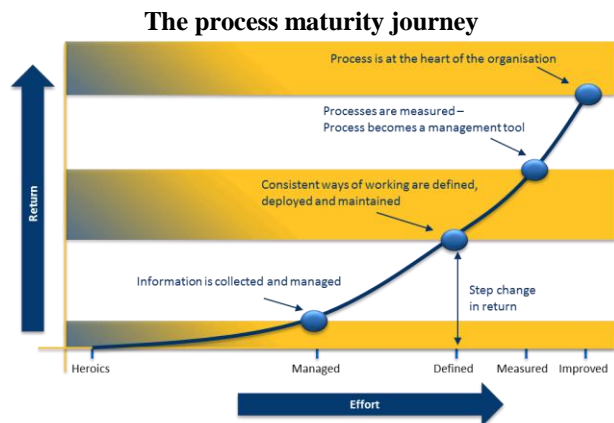 The process maturity journey
Process is at the heart of the organisation
Processes are measured –
Process becomes a management tool
Consistent ways of working are defined,
deployed and maintained
Information is collected and managed
Step change
in return
Return
Heroics
Managed
Defined
Measured
Improved
Effort